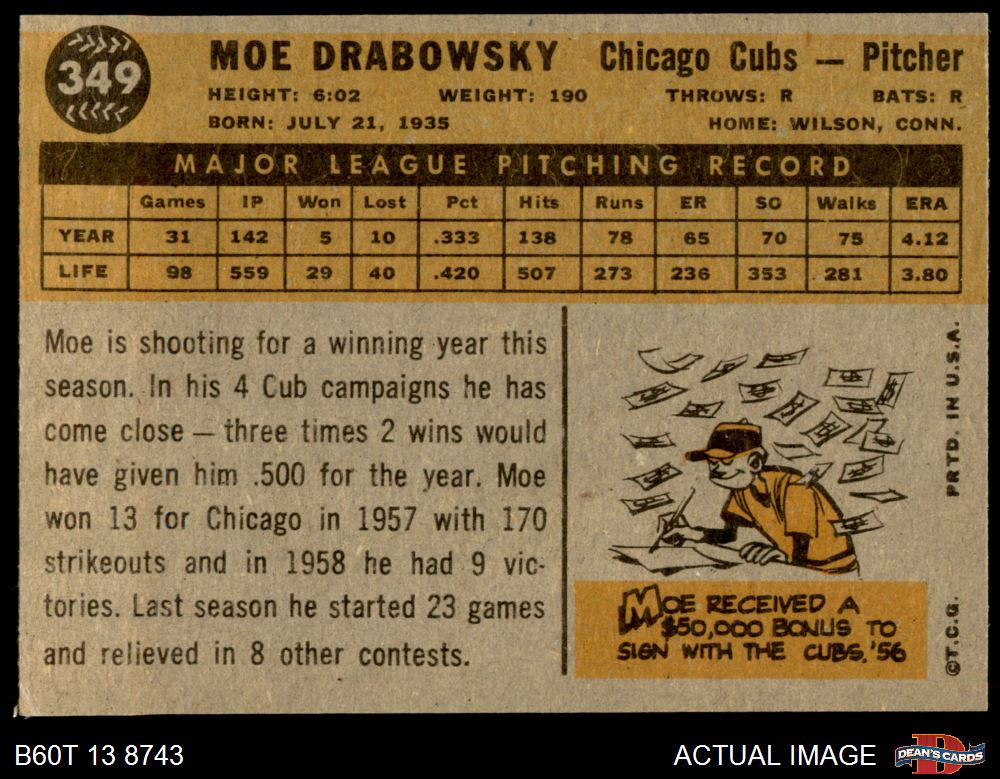 349
MOE DRABOWSKY Chicago Cubs — Pitcher
HEIGHT: 6:02 WEIGHT: 190 THROWS: R BATS: R
BORN: JULY 21, 1935 HOME: WILSON, CONN.
MAJOR LEAGUE PITCHING RECORD
Games IP Won Lost Pct Hits Runs ER SO Walks ERA
YEAR 31 142 5 10 .333 138 78 65 70 75 4.12
LIFE 98 559 29 40 .420 507 273 236 353 281 3.80
Moe is shooting for a winning year this
season. In his 4 Cub campaigns he has
come close — three times 2 wins would
have given him .500 for the year. Moe
won 13 for Chicago in 1957 with 170
strikeouts and in 1958 he had 9 vic-
tories. Last season he started 23 games
and relieved in 8 other contests.
MOE RECEIVED A
$50,000 BONUS TO
SIGN WITH THE CUBS, '56
©T.C.G. PRTD. IN U.S.A.
B60T 13 8743 ACTUAL IMAGE DEAN'S CARDS